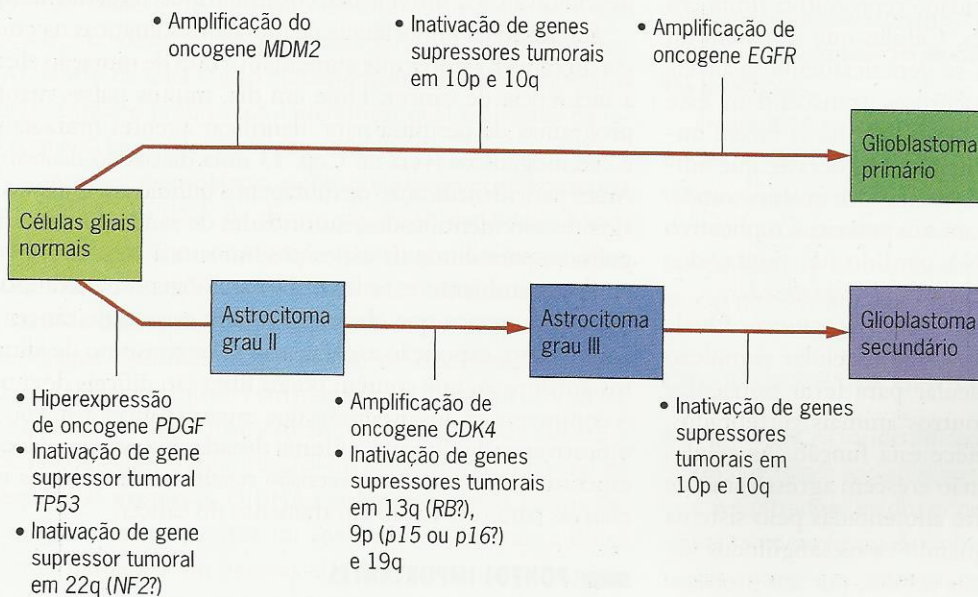 • Amplificação do
oncogene MDM2
• Inativação de genes
supressores tumorais
em 10p e 10q
• Amplificação de
oncogene EGFR
Glioblastoma
primário
Células gliais
normais
Astrocitoma
grau II
Astrocitoma
grau III
Glioblastoma
secundário
• Hiperexpressão
de oncogene PDGF
• Inativação de gene
supressor tumoral
TP53
• Inativação de gene
supressor tumoral
em 22q (NF2?)
• Amplificação de
oncogene CDK4
• Inativação de genes
supressores tumorais
em 13q (RB?),
9p (p15 ou p16?)
e 19q
• Inativação de genes
supressores
tumorais em
10p e 10q